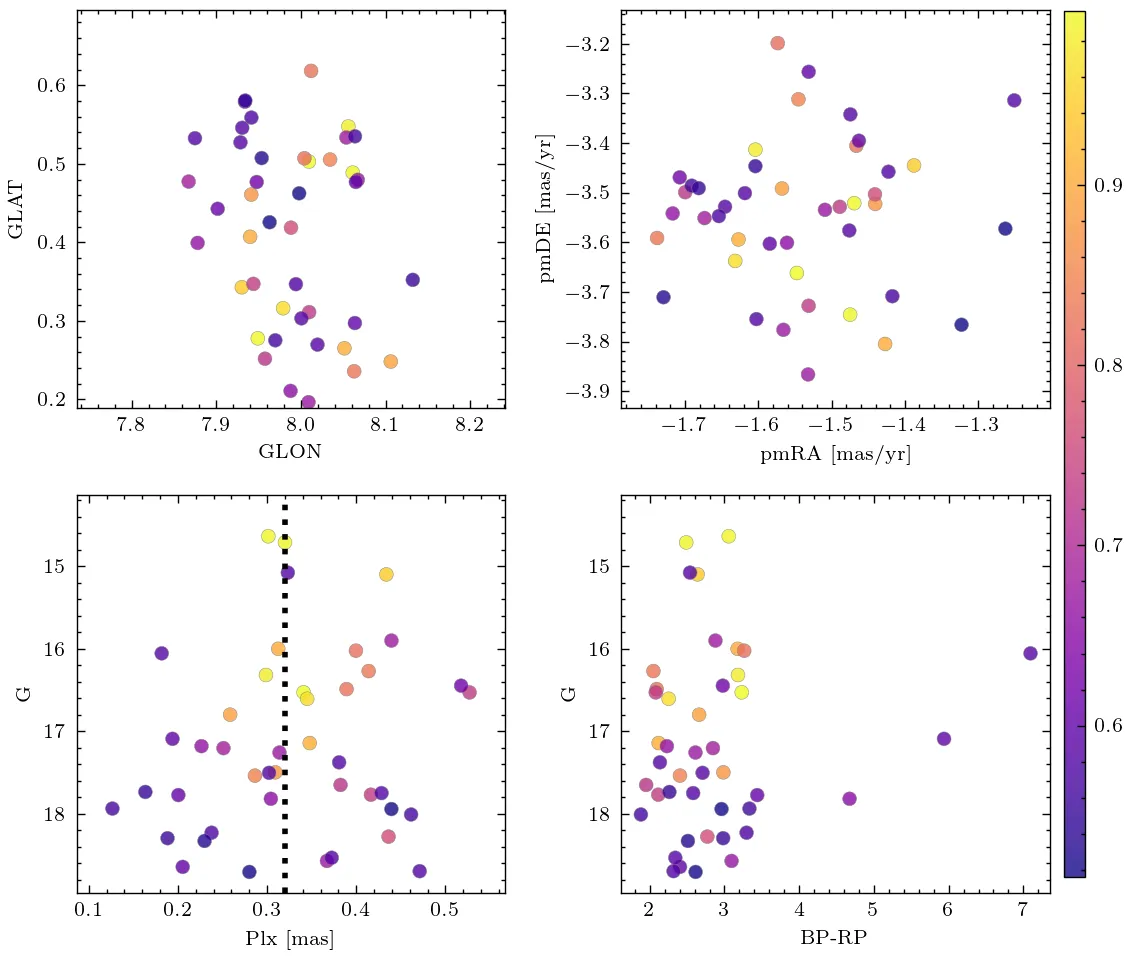 0.6
0.5
0.4
0.3
0.2
GLAT
7.8 7.9 8.0 8.1 8.2
GLON
−3.2
−3.3
−3.4
−3.5
−3.6
−3.7
−3.8
−3.9
pmDE [mas/yr]
−1.7 −1.6 −1.5 −1.4 −1.3
pmRA [mas/yr]
0.9
0.8
0.7
0.6
15
16
17
18
G
0.1 0.2 0.3 0.4 0.5
Plx [mas]
15
16
17
18
G
2 3 4 5 6 7
BP-RP